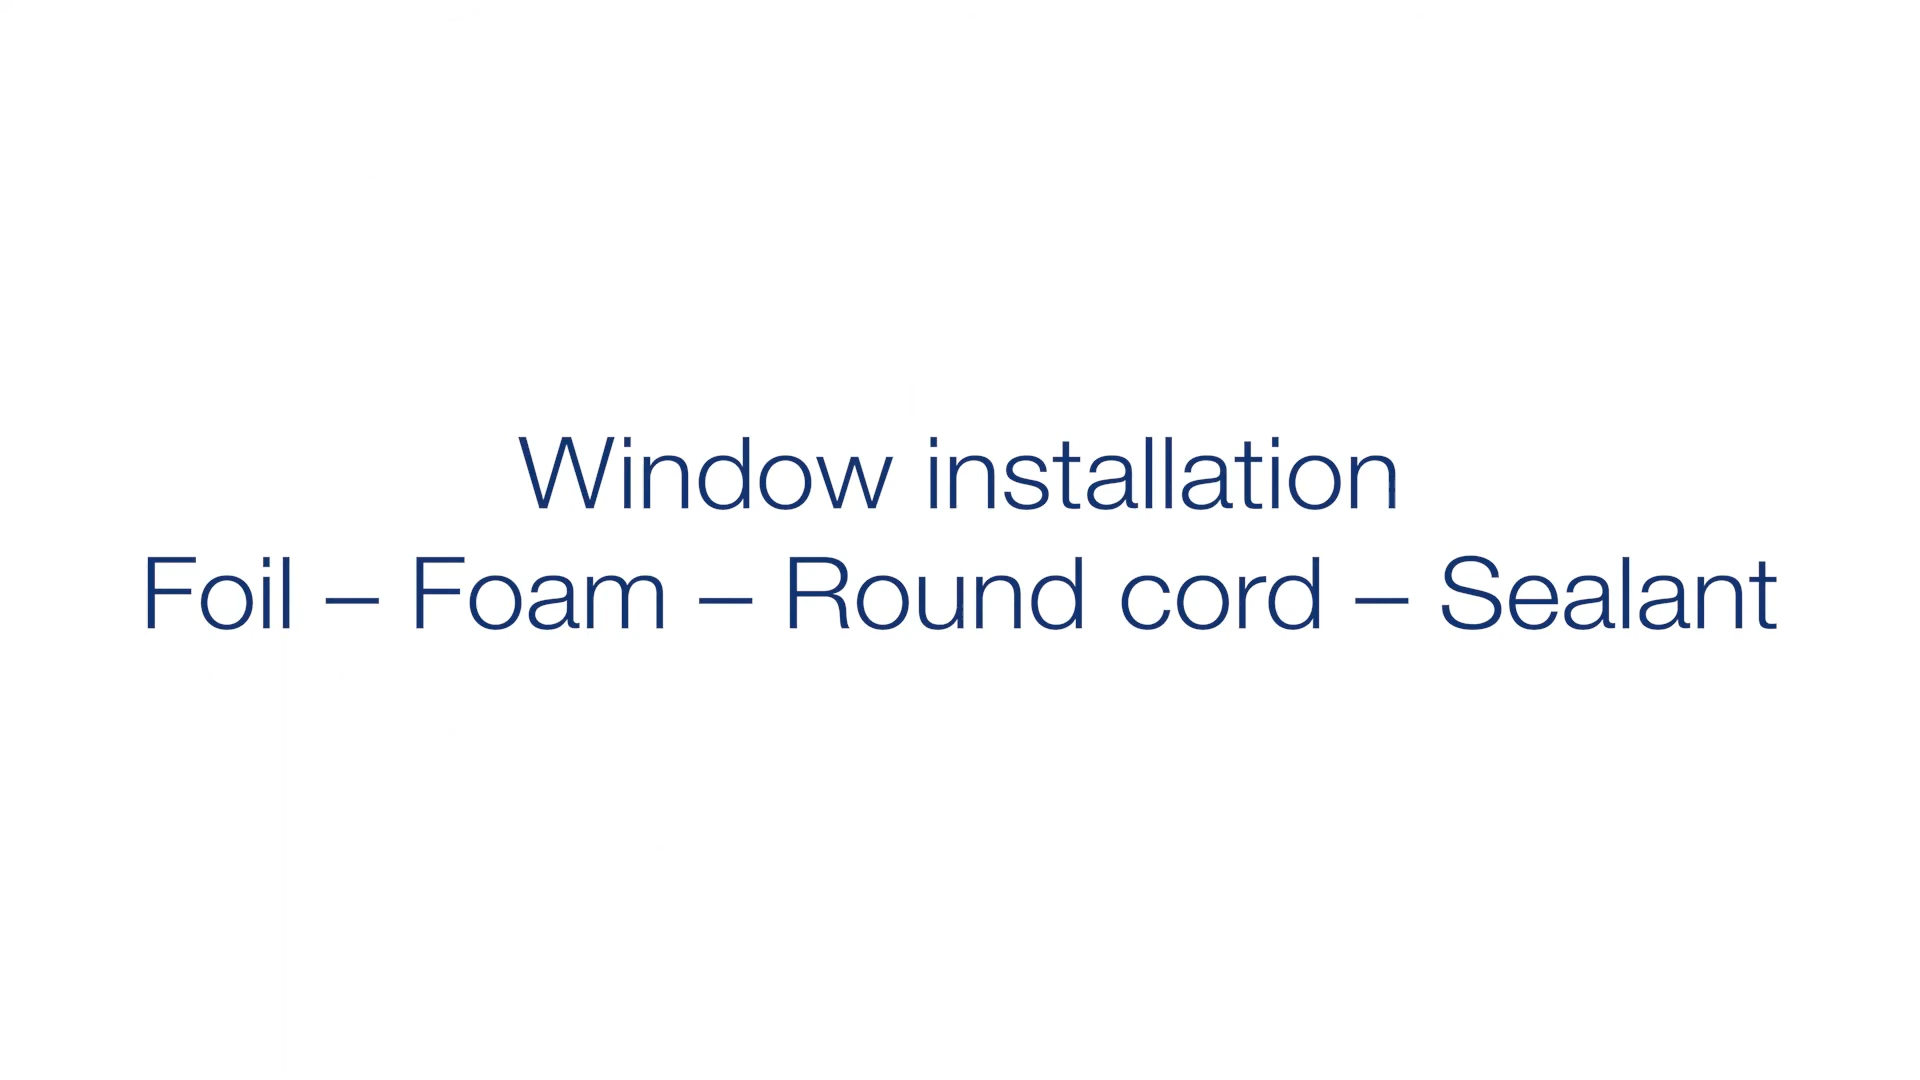 Window installation
Foil – Foam – Round cord – Sealant